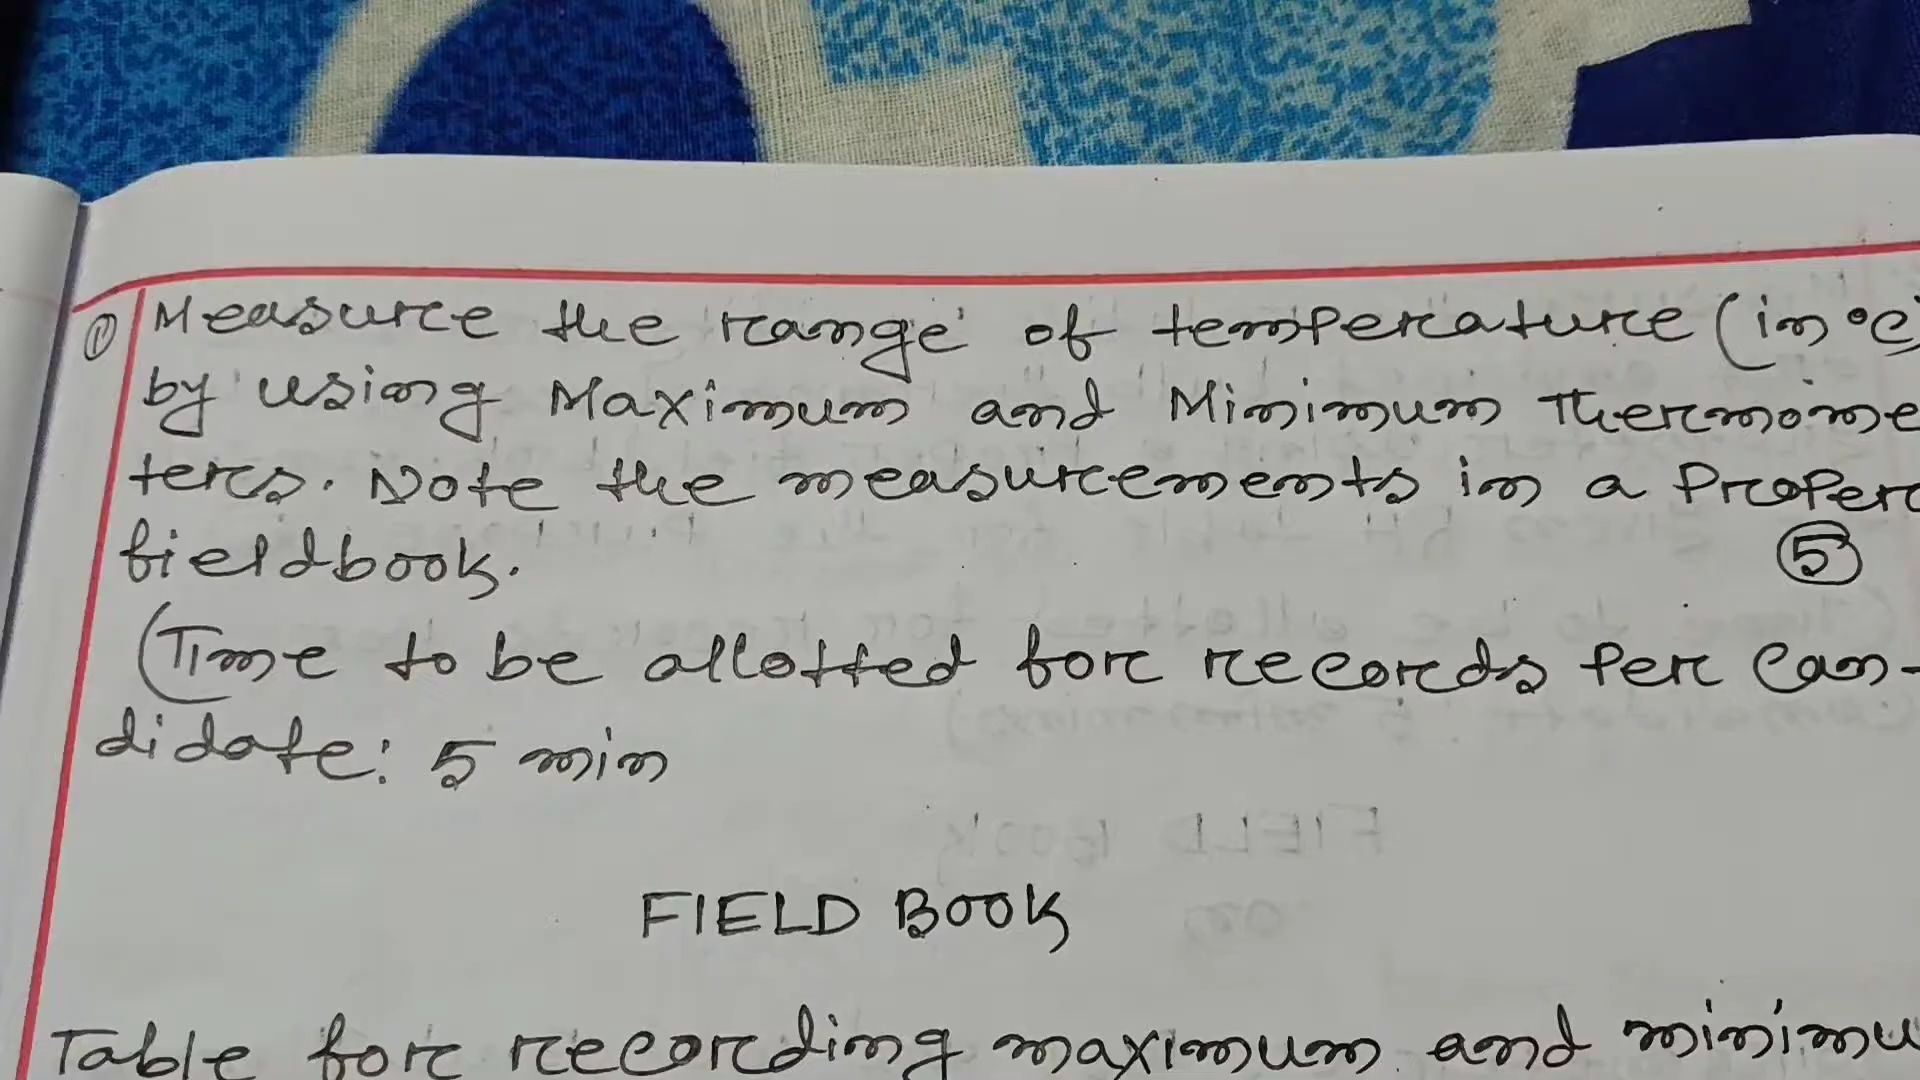 ① Measure the range of temperature (in °C)
by using Maximum and Minimum Thermome
ters. Note the measurements in a Proper
fieldbook. ⑤
(Time to be allotted for records Per Can-
didate: 5 min
FIELD BOOK
Table for recording maximum and minimu